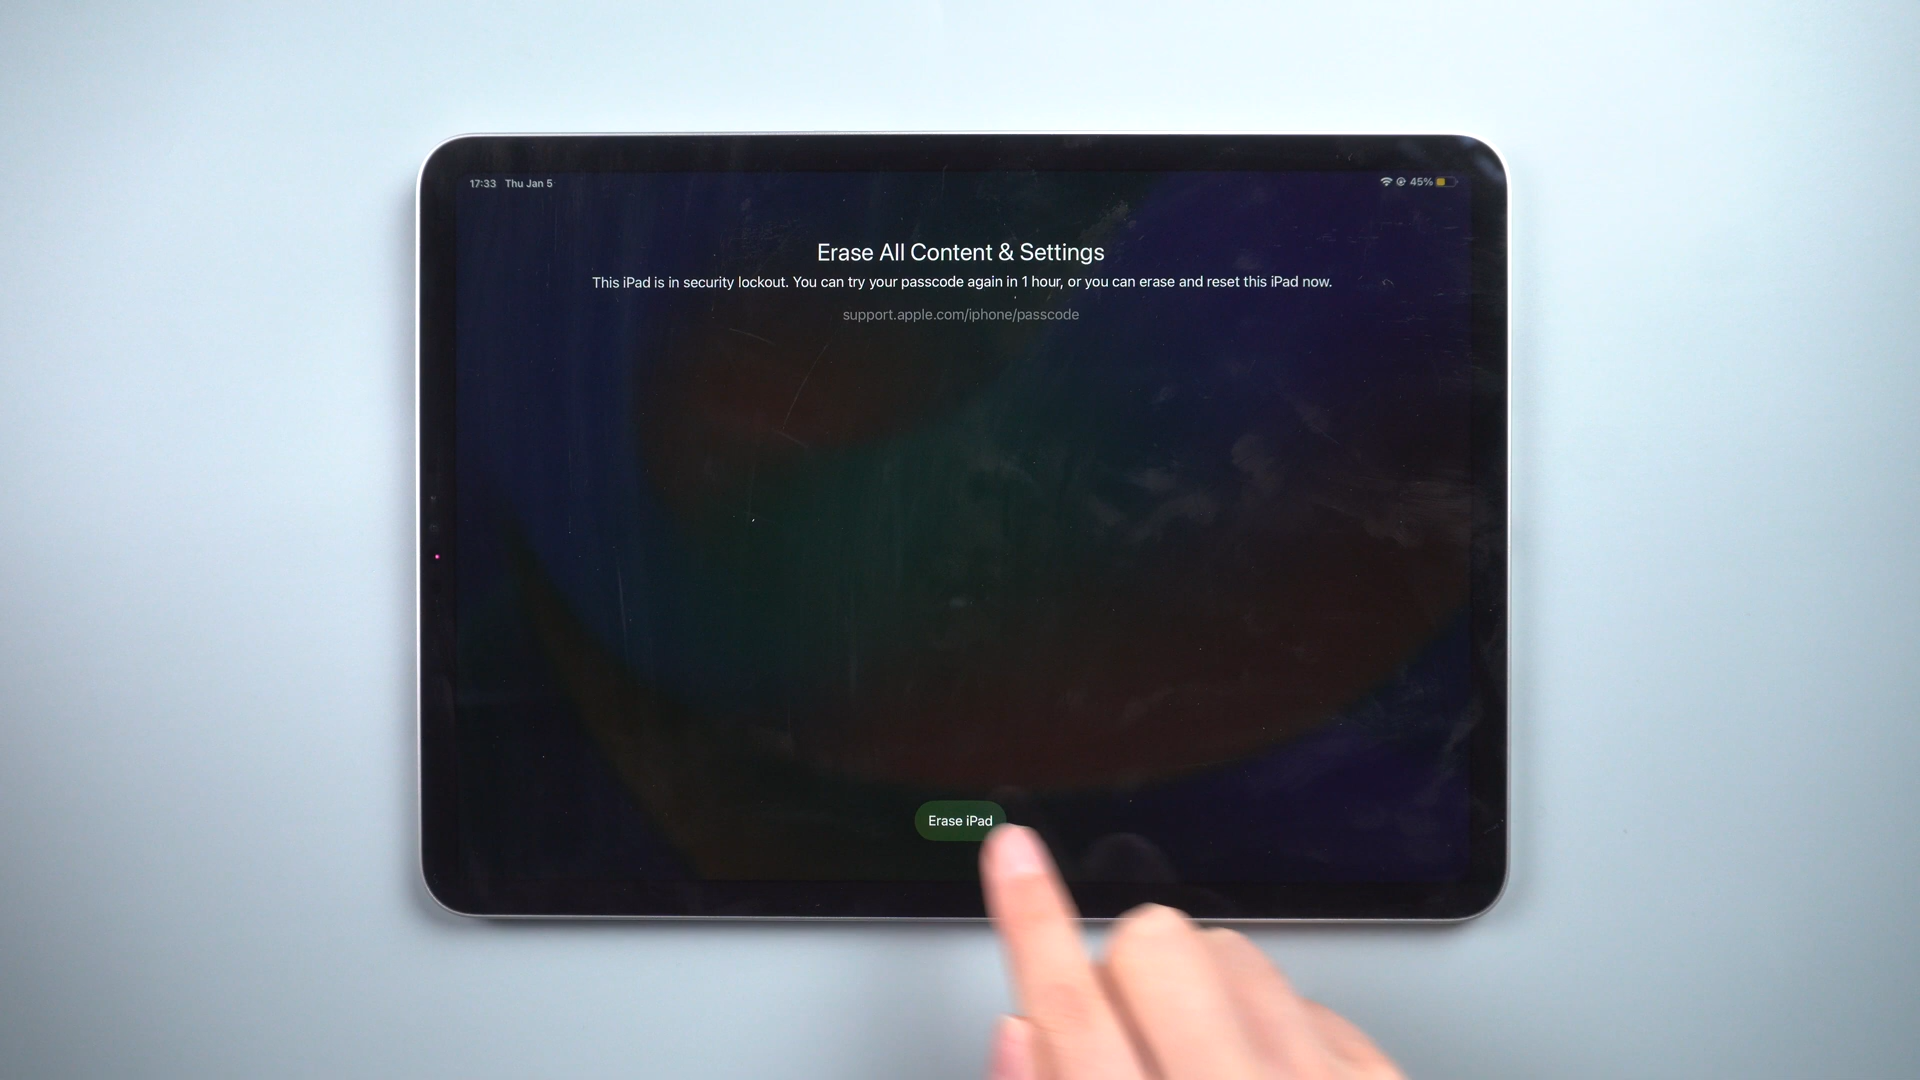 17:33 Thu Jan 5
45%
Erase All Content & Settings
This iPad is in security lockout. You can try your passcode again in 1 hour, or you can erase and reset this iPad now.
support.apple.com/iphone/passcode
Erase iPad